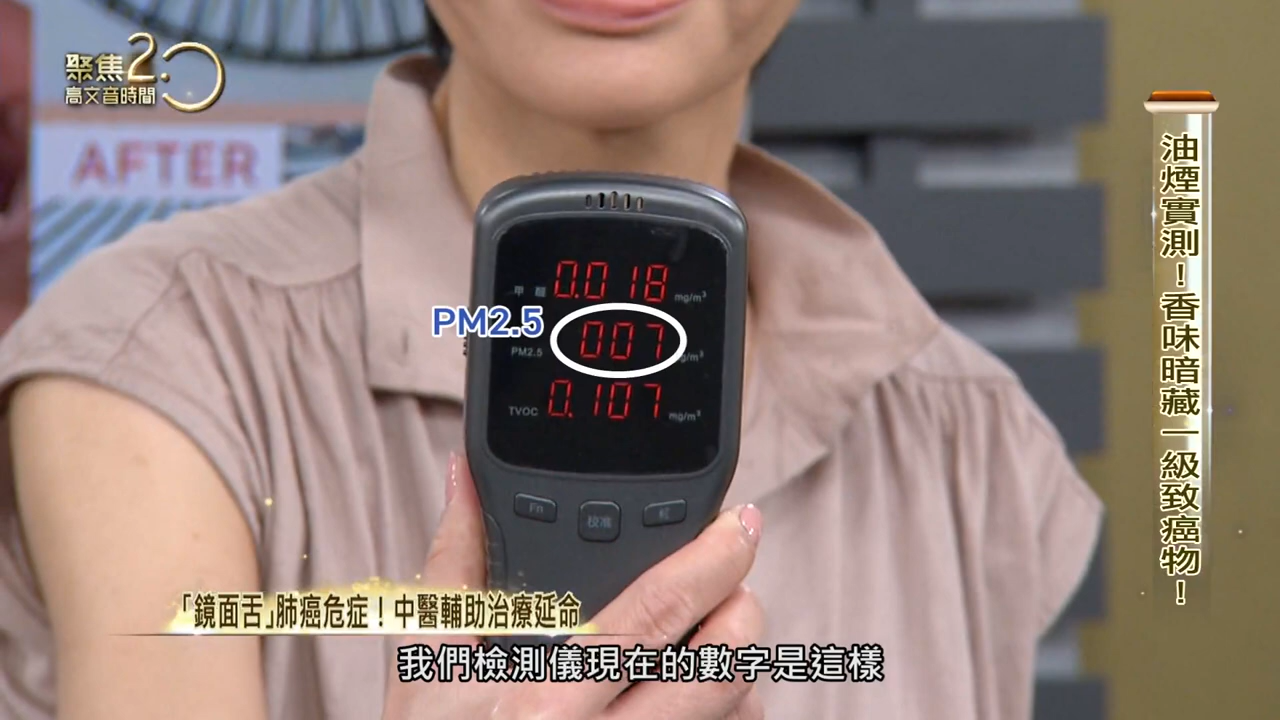 聚焦2.0
高文音時間
AFTER
油煙實測！香味暗藏一級致癌物！
甲醛 0.018 mg/m³
PM2.5
PM2.5 007 g/m³
TVOC 0.107 mg/m³
Fn
校准
「鏡面舌」肺癌危症！中醫輔助治療延命
我們檢測儀現在的數字是這樣